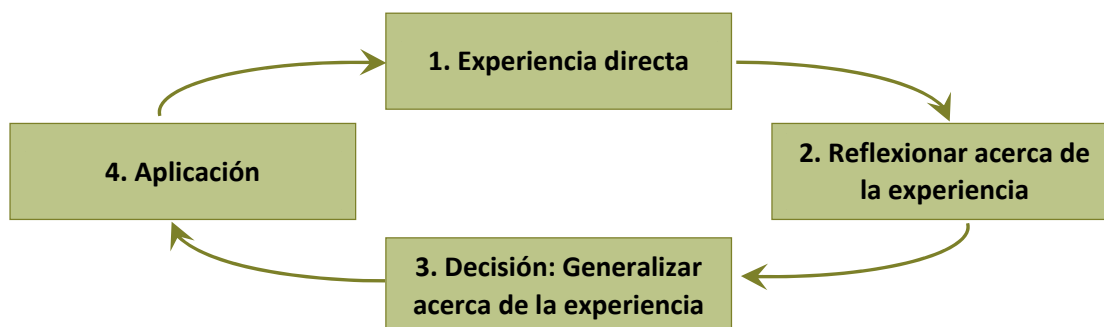 1. Experiencia directa
2. Reflexionar acerca de
la experiencia
3. Decisión: Generalizar
acerca de la experiencia
4. Aplicación